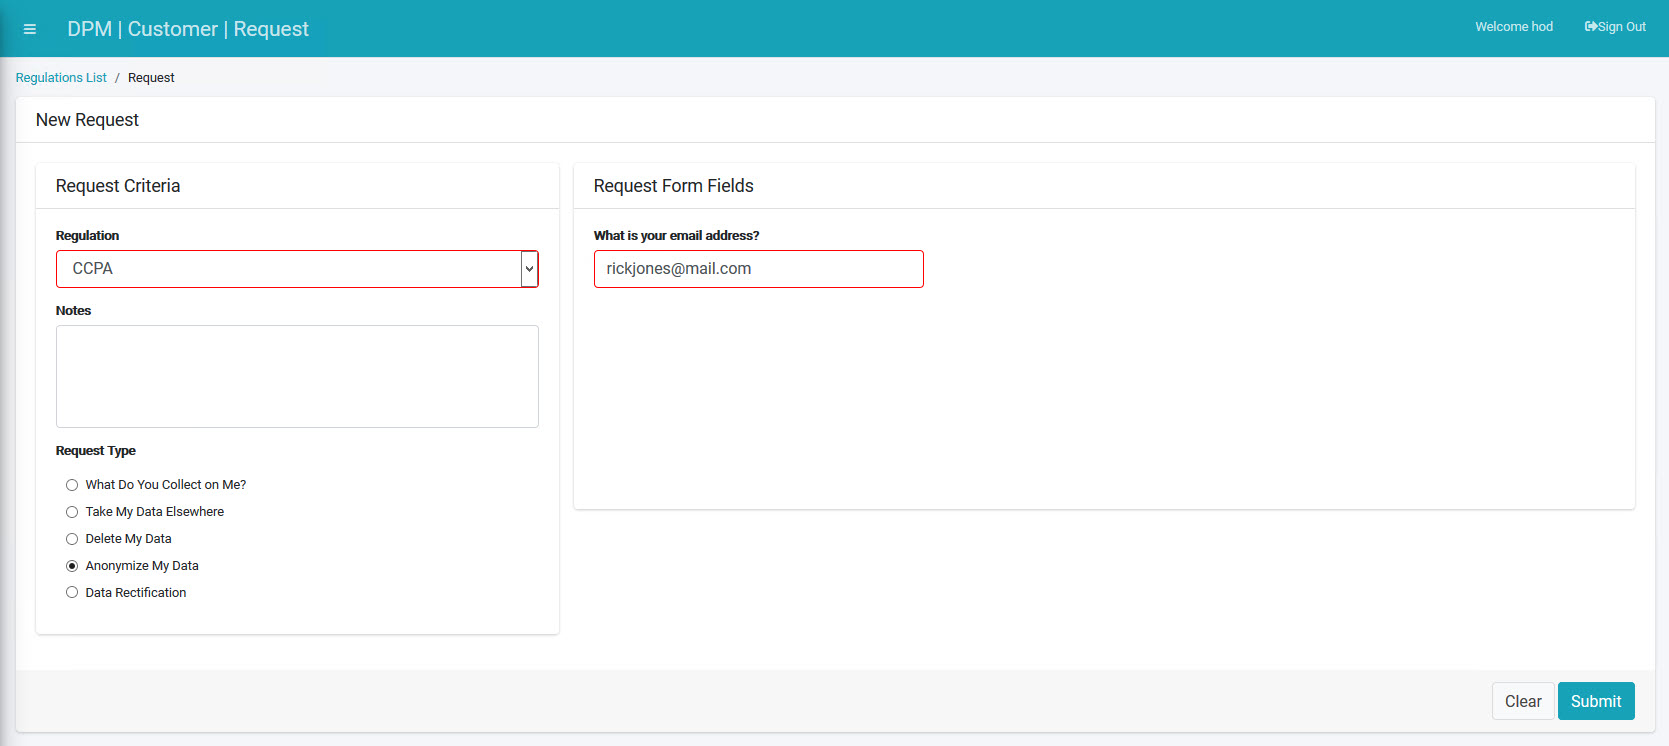 DPM | Customer | Request
Welcome hod
Sign Out
Regulations List / Request
New Request
Request Criteria
Regulation
CCPA
Notes
Request Type
What Do You Collect on Me?
Take My Data Elsewhere
Delete My Data
Anonymize My Data
Data Rectification
Request Form Fields
What is your email address?
rickjones@mail.com
Clear
Submit